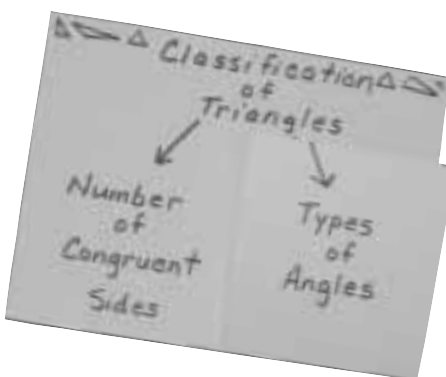 Classification
of
Triangles
Number
of
Congruent
Sides
Types
of
Angles